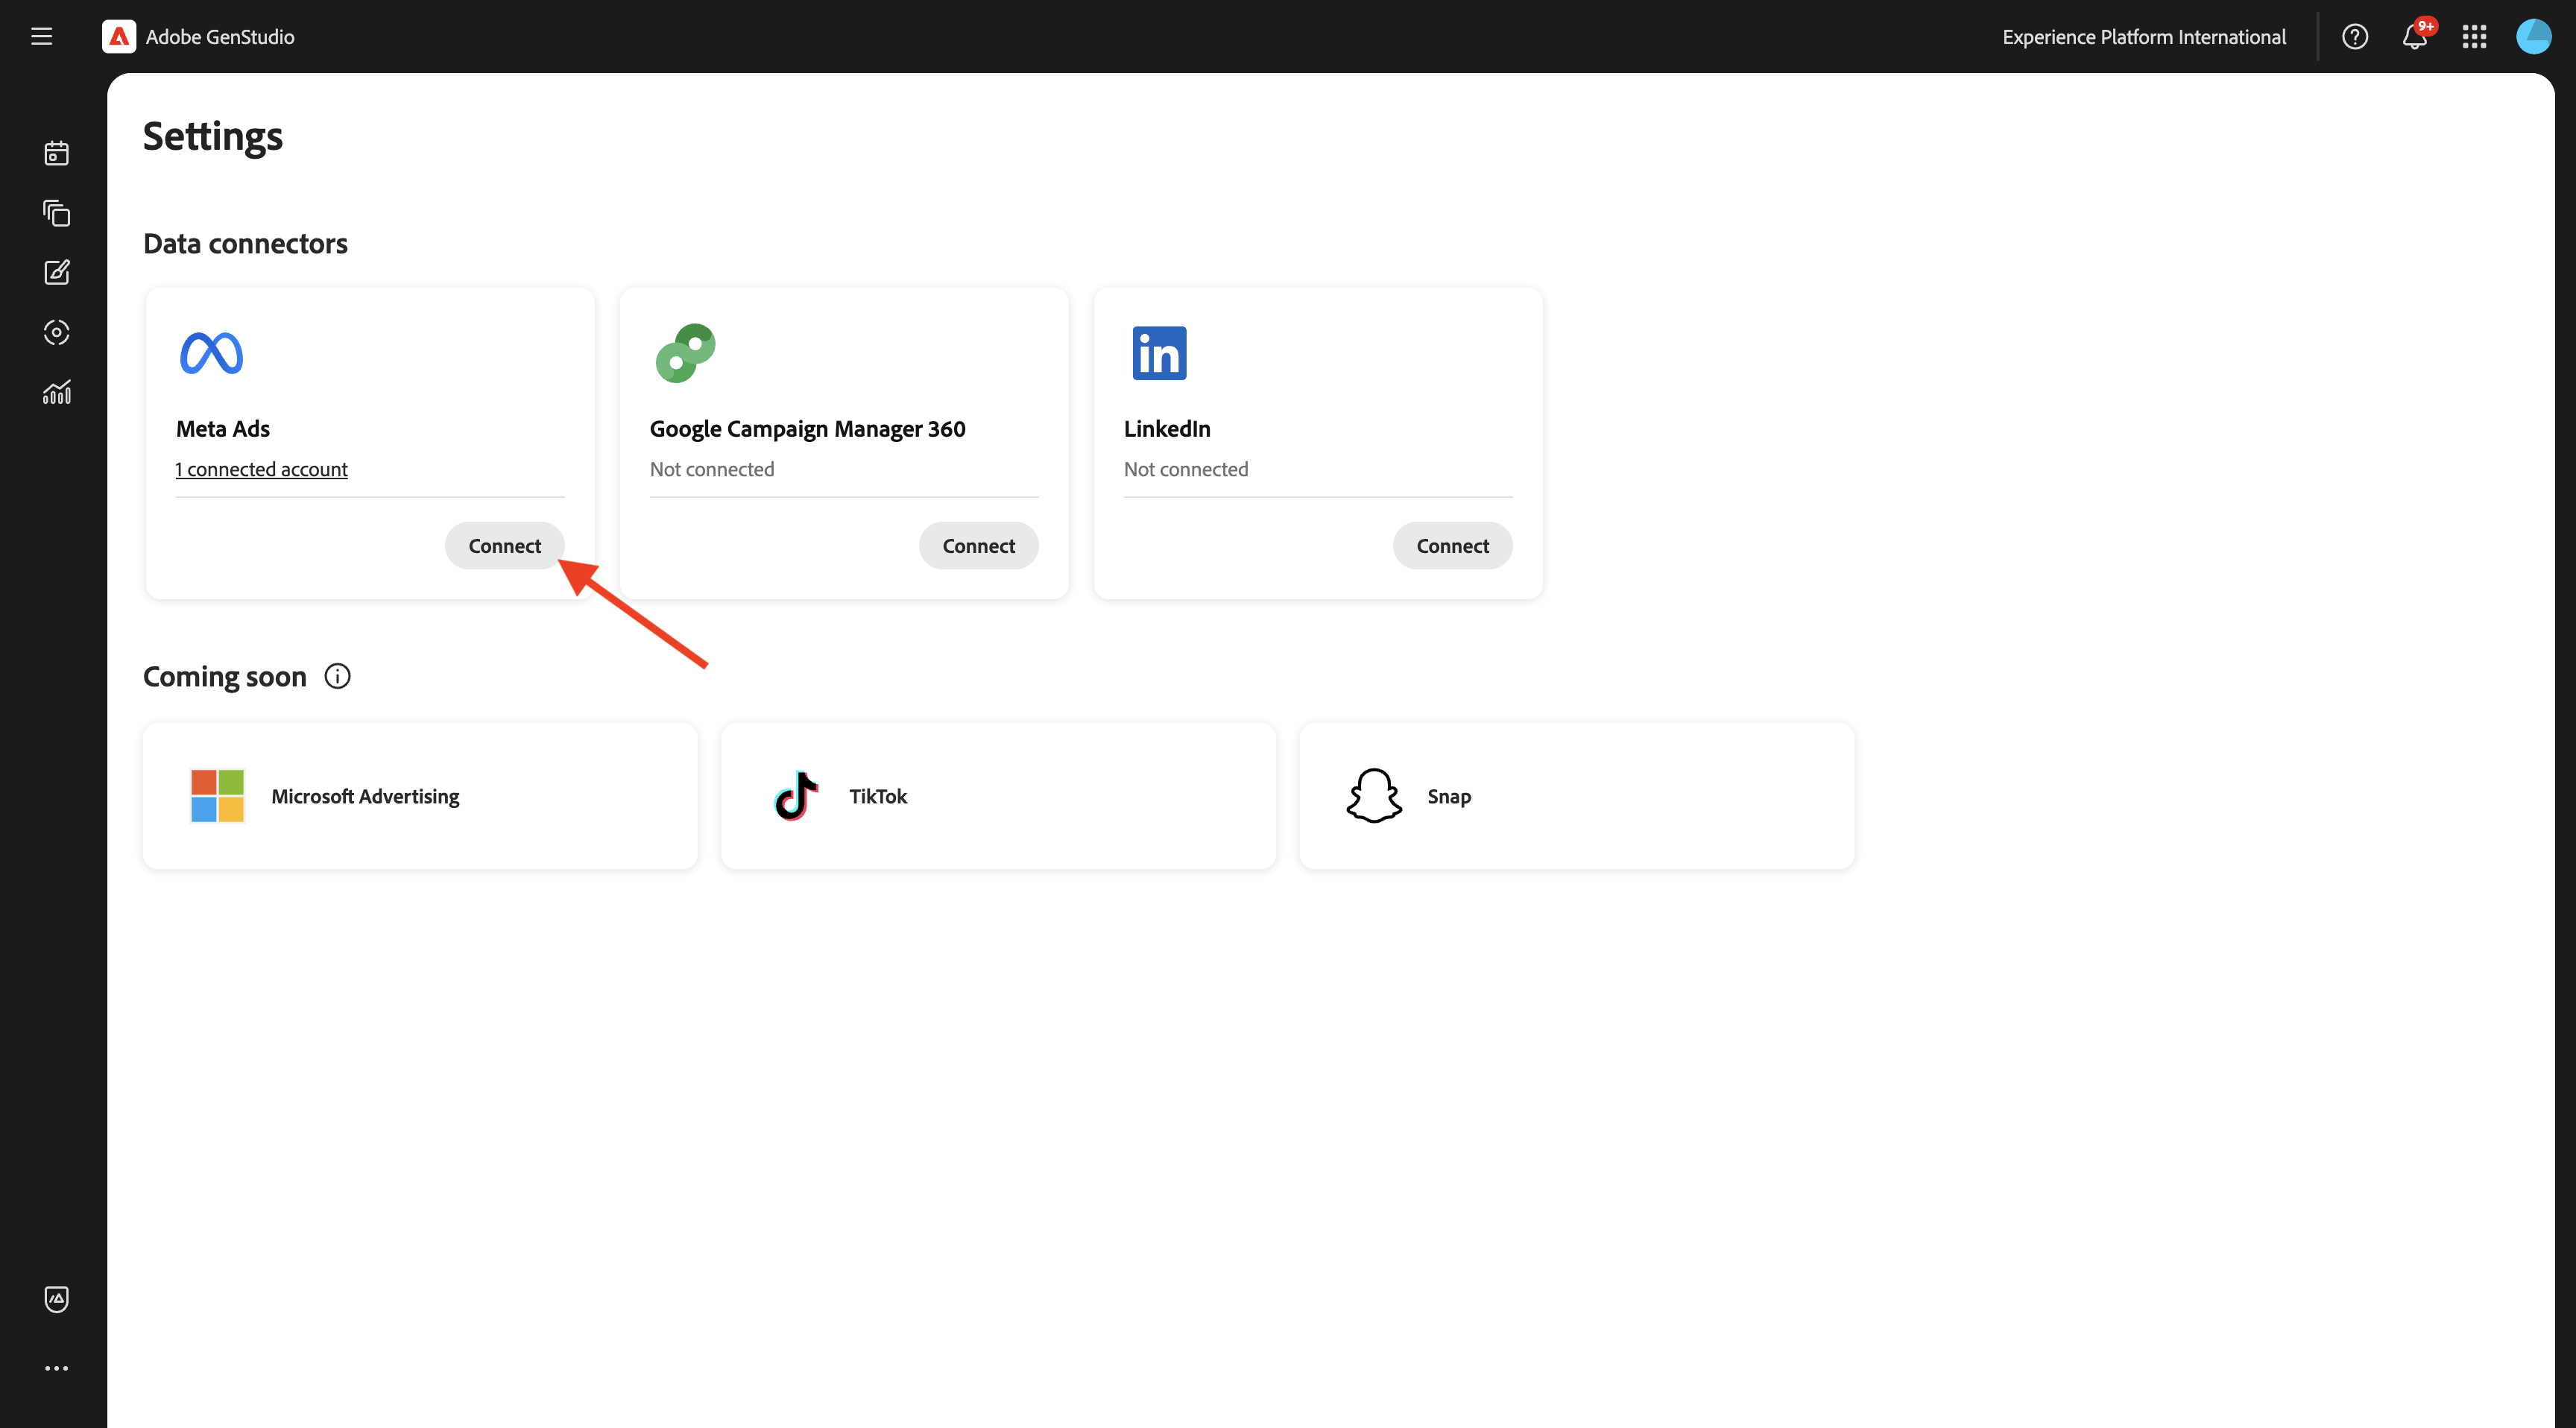 Adobe GenStudio
Experience Platform International
9+
Settings
Data connectors
Meta Ads
1 connected account
Connect
Google Campaign Manager 360
Not connected
Connect
in
LinkedIn
Not connected
Connect
Coming soon
Microsoft Advertising
TikTok
Snap